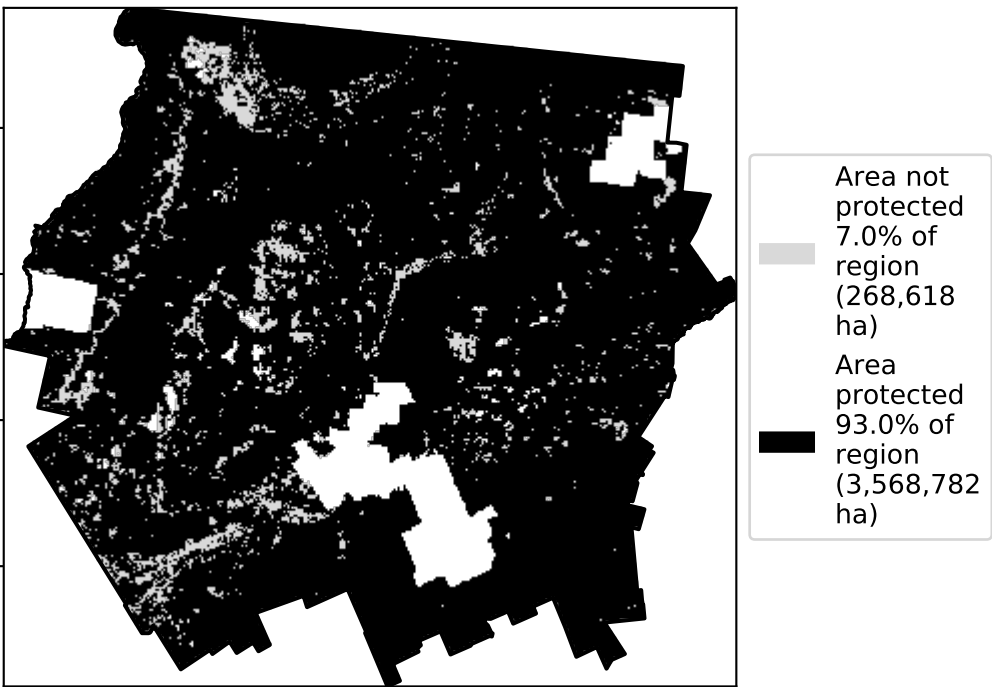 Area not
protected
7.0% of
region
(268,618
ha)
Area
protected
93.0% of
region
(3,568,782
ha)